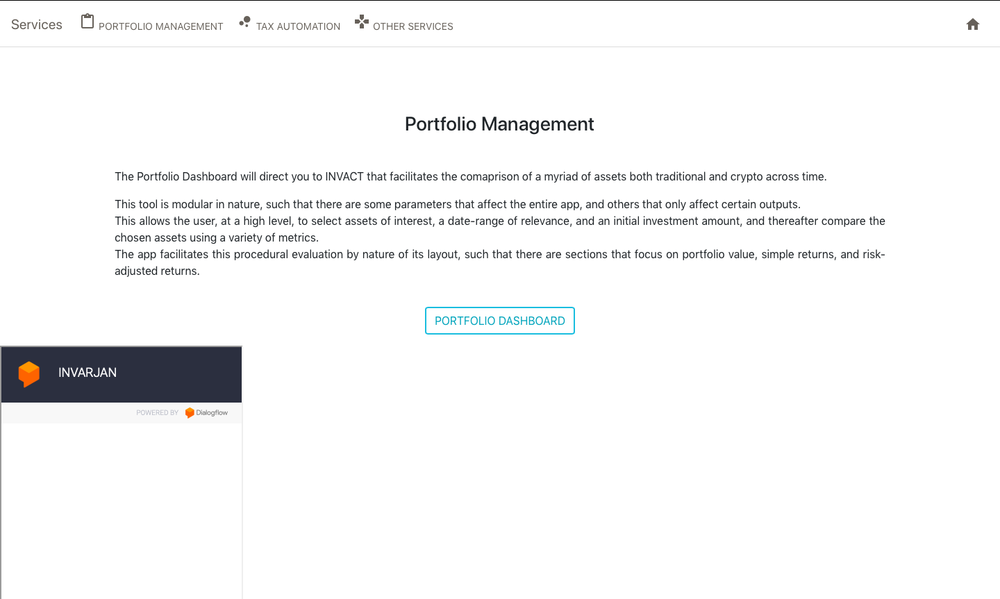 Services PORTFOLIO MANAGEMENT TAX AUTOMATION OTHER SERVICES
Portfolio Management
The Portfolio Dashboard will direct you to INVACT that facilitates the comaprison of a myriad of assets both traditional and crypto across time.
This tool is modular in nature, such that there are some parameters that affect the entire app, and others that only affect certain outputs.
This allows the user, at a high level, to select assets of interest, a date-range of relevance, and an initial investment amount, and thereafter compare the
chosen assets using a variety of metrics.
The app facilitates this procedural evaluation by nature of its layout, such that there are sections that focus on portfolio value, simple returns, and risk-
adjusted returns.
PORTFOLIO DASHBOARD
INVARJAN
POWERED BY Dialogflow